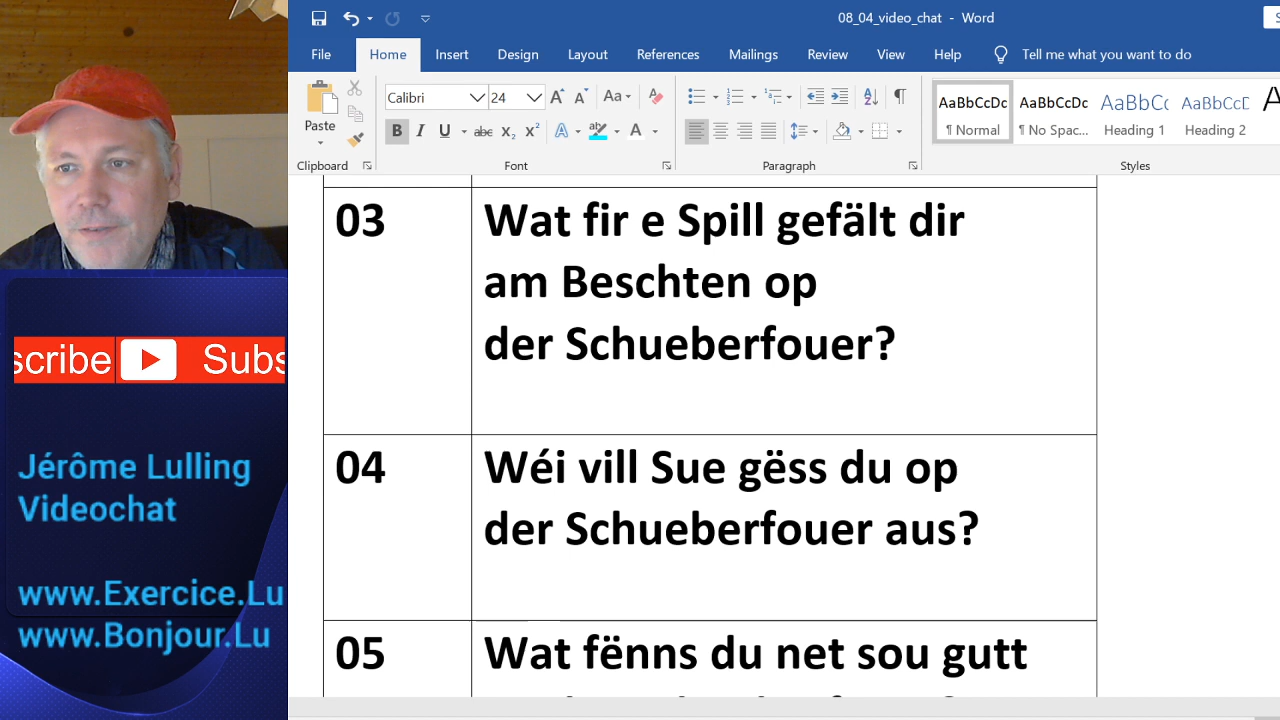 08_04_video_chat - Word
File Home Insert Design Layout References Mailings Review View Help Tell me what you want to do
Paste
Calibri 24
AaBbCcDc AaBbCcDc AaBbCc AaBbCcC
¶ Normal ¶ No Spac... Heading Heading 2
Clipboard Font Paragraph Styles
03 Wat fir e Spill gefält dir
am Beschten op
der Schueberfouer?
04 Wéi vill Sue gëss du op
der Schueberfouer aus?
05 Wat fënns du net sou gutt
scribe Subs
Jérôme Lulling
Videochat
www.Exercice.Lu
www.Bonjour.Lu